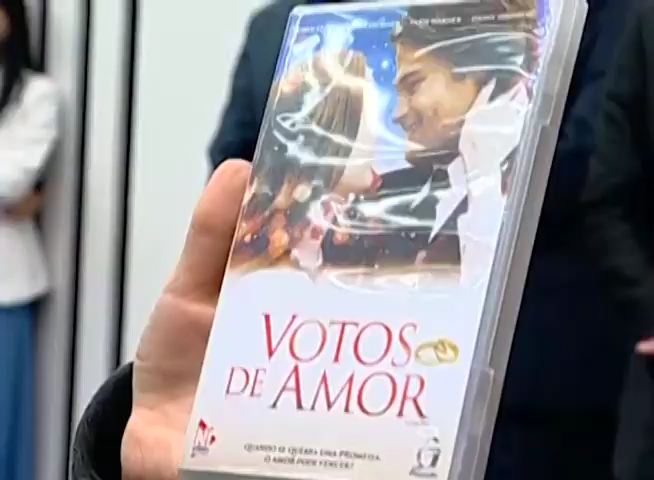 VOTOS
DE AMOR
QUANDO SE QUEBRA UMA PROMESSA
O AMOR PODE VENCER?